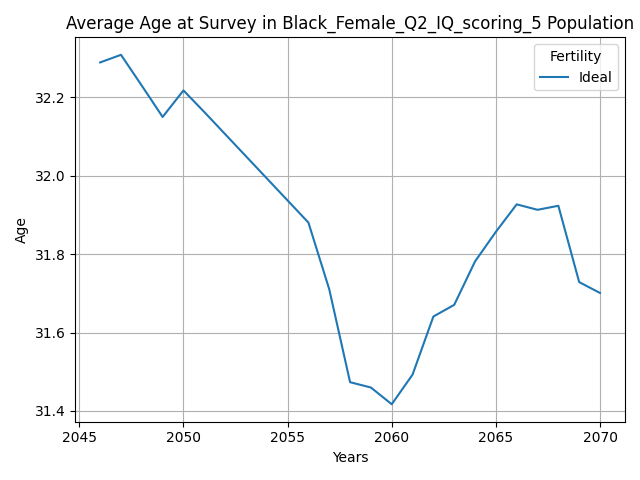 Average Age at Survey in Black_Female_Q2_IQ_scoring_5 Population
Fertility
Ideal
32.2
32.0
31.8
31.6
31.4
Age
2045 2050 2055 2060 2065 2070
Years